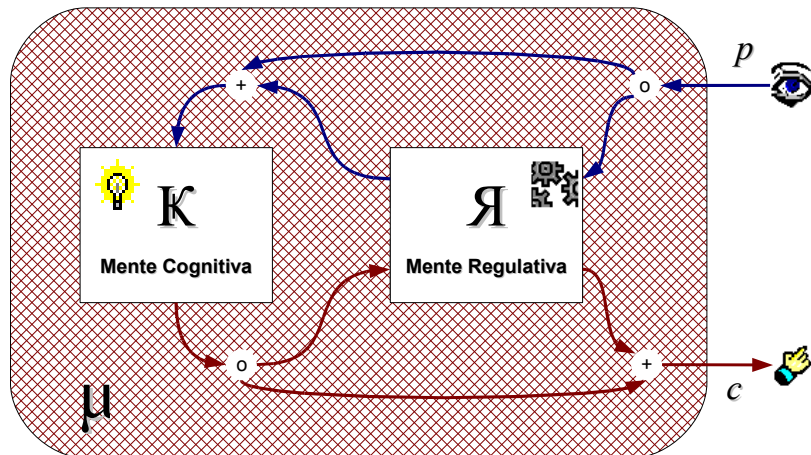 p
+
o
K
Я
Mente Cognitiva
Mente Regulativa
o
+
c
μ